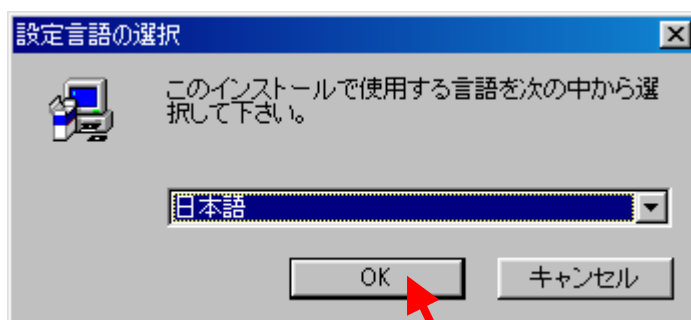 設定言語の選択
このインストールで使用する言語を次の中から選
択して下さい。
日本語
OK
キャンセル